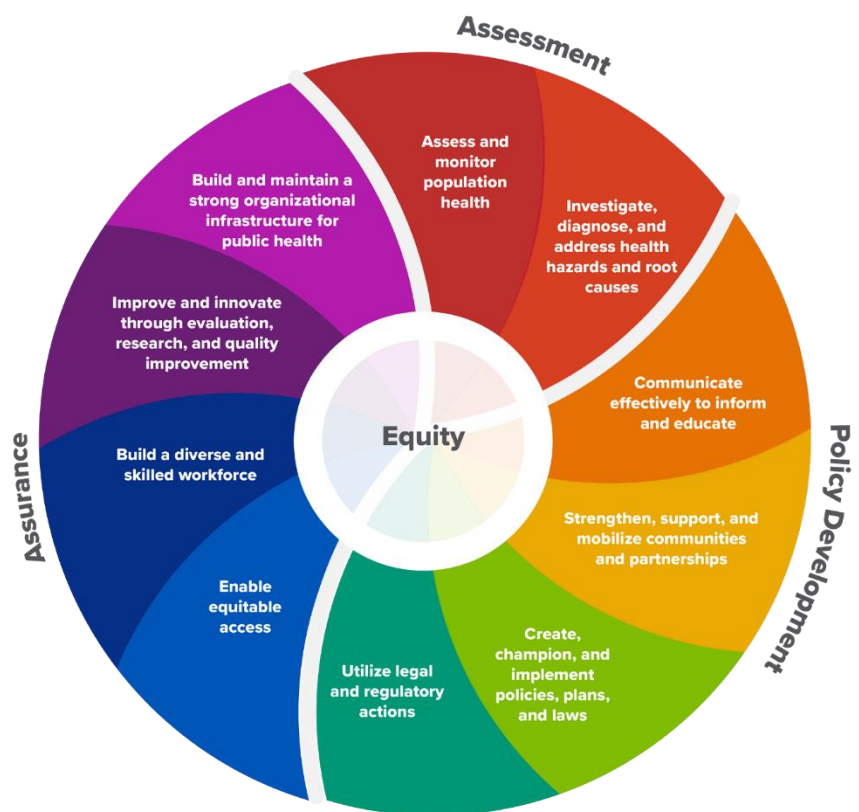 Assessment
Assess and
monitor
population
health
Investigate,
diagnose, and
address health
hazards and root
causes
Policy Development
Communicate
effectively to inform
and educate
Strengthen, support, and
mobilize communities
and partnerships
Create,
champion, and
implement
policies, plans,
and laws
Utilize legal
and regulatory
actions
Assurance
Enable
equitable
access
Build a diverse and
skilled workforce
Improve and innovate
through evaluation,
research, and quality
improvement
Build and maintain a
strong organizational
infrastructure for
public health
Equity